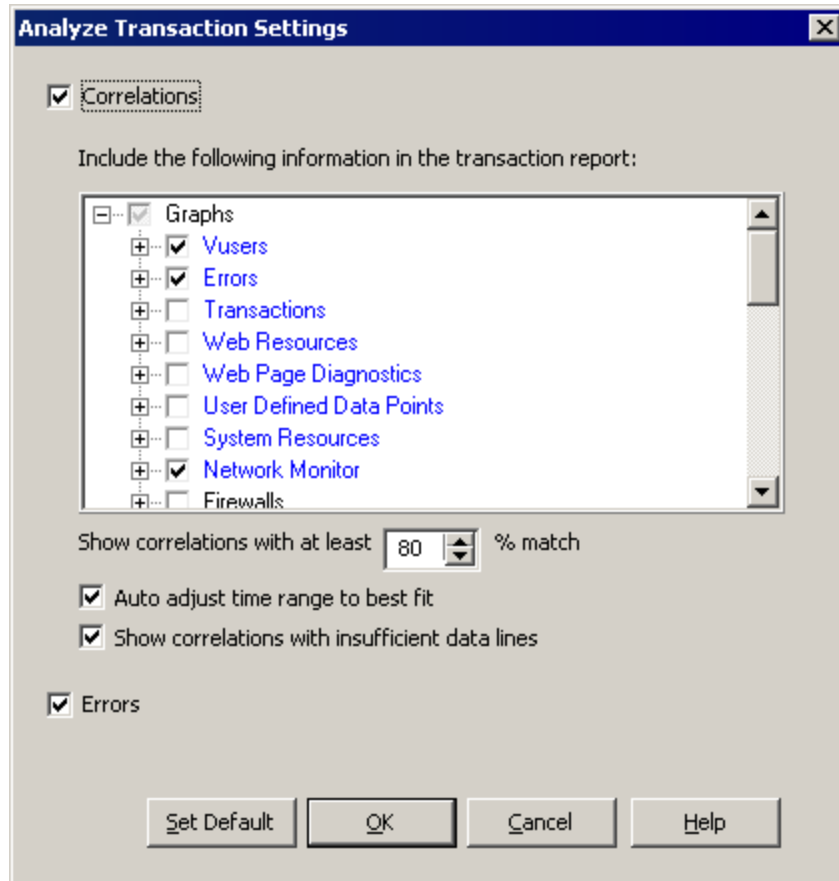 Analyze Transaction Settings
Correlations
Include the following information in the transaction report:
Graphs
Vusers
Errors
Transactions
Web Resources
Web Page Diagnostics
User Defined Data Points
System Resources
Network Monitor
Firewalls
Show correlations with at least 80 % match
Auto adjust time range to best fit
Show correlations with insufficient data lines
Errors
Set Default OK Cancel Help